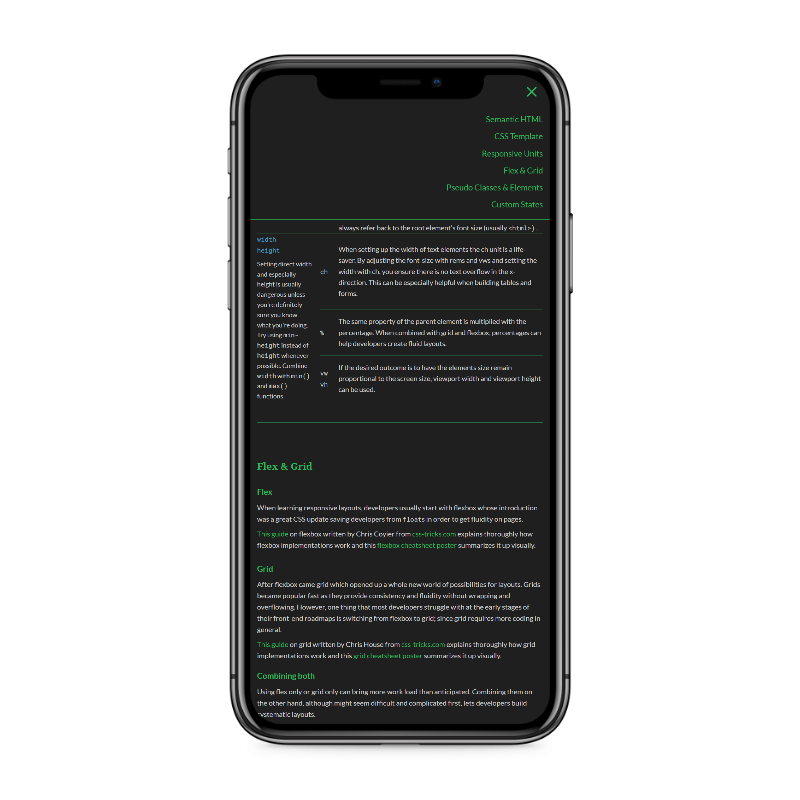 Semantic HTML
CSS Template
Responsive Units
Flex & Grid
Pseudo Classes & Elements
Custom States
always refer back to the root element's font size (usually <html>).
width
height
Setting direct width
and especially
height is usually
dangerous unless
you're definitely
sure you know
what you're doing.
Try using min-
height instead of
height whenever
possible. Combine
width with min()
and max()
functions.
ch
When setting up the width of text elements the ch unit is a life-
saver. By adjusting the font-size with rems and vws and setting the
width with ch, you ensure there is no text overflow in the x-
direction. This can be especially helpful when building tables and
forms.
%
The same property of the parent element is multiplied with the
percentage. When combined with grid and flexbox, percentages can
help developers create fluid layouts.
vw
vh
If the desired outcome is to have the elements size remain
proportional to the screen size, viewport width and viewport height
can be used.
Flex & Grid
Flex
When learning responsive layouts, developers usually start with flexbox whose introduction
was a great CSS update saving developers from floats in order to get fluidity on pages.
This guide on flexbox written by Chris Coyier from css-tricks.com explains thoroughly how
flexbox implementations work and this flexbox cheatsheet poster summarizes it up visually.
Grid
After flexbox came grid which opened up a whole new world of possibilities for layouts. Grids
became popular fast as they provide consistency and fluidity without wrapping and
overflowing. However, one thing that most developers struggle with at the early stages of
their front-end roadmaps is switching from flexbox to grid; since grid requires more coding in
general.
This guide on grid written by Chris House from css-tricks.com explains thoroughly how grid
implementations work and this grid cheatsheet poster summarizes it up visually.
Combining both
Using flex only or grid only can bring more work load than anticipated. Combining them on
the other hand, although might seem difficult and complicated first, lets developers build
systematic layouts.